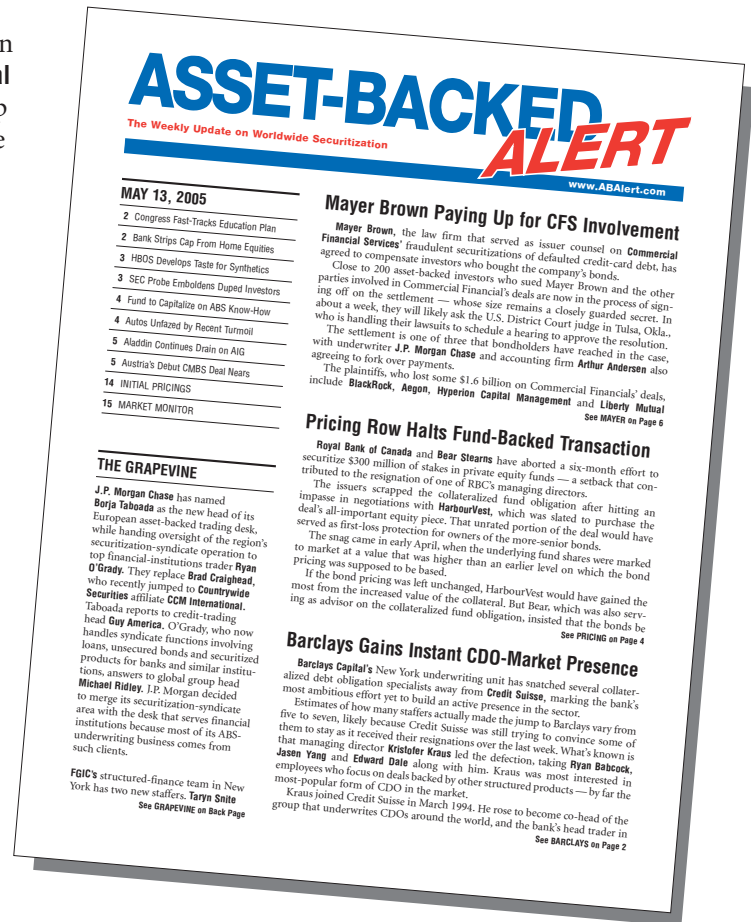 n
l
o
e
ASSET-BACKED
ALERT
The Weekly Update on Worldwide Securitization
www.ABAlert.com
MAY 13, 2005
2 Congress Fast-Tracks Education Plan
2 Bank Strips Cap From Home Equities
3 HBOS Develops Taste for Synthetics
3 SEC Probe Emboldens Duped Investors
4 Fund to Capitalize on ABS Know-How
4 Autos Unfazed by Recent Turmoil
5 Aladdin Continues Drain on AIG
5 Austria's Debut CMBS Deal Nears
14 INITIAL PRICINGS
15 MARKET MONITOR
THE GRAPEVINE
J.P. Morgan Chase has named
Borja Taboada as the new head of its
European asset-backed trading desk,
while handing oversight of the region's
securitization-syndicate operation to
top financial-institutions trader Ryan
O'Grady. They replace Brad Craighead,
who recently jumped to Countrywide
Securities affiliate CCM International.
Taboada reports to credit-trading
head Guy America. O'Grady, who now
handles syndicate functions involving
loans, unsecured bonds and securitized
products for banks and similar institu-
tions, answers to global group head
Michael Ridley. J.P. Morgan decided
to merge its securitization-syndicate
area with the desk that serves financial
institutions because most of its ABS-
underwriting business comes from
such clients.
FGIC's structured-finance team in New
York has two new staffers. Taryn Snite
See GRAPEVINE on Back Page
Mayer Brown Paying Up for CFS Involvement
Mayer Brown, the law firm that served as issuer counsel on Commercial
Financial Services' fraudulent securitizations of defaulted credit-card debt, has
agreed to compensate investors who bought the company's bonds.
Close to 200 asset-backed investors who sued Mayer Brown and the other
parties involved in Commercial Financial's deals are now in the process of sign-
ing off on the settlement — whose size remains a closely guarded secret. In
about a week, they will likely ask the U.S. District Court judge in Tulsa, Okla.,
who is handling their lawsuits to schedule a hearing to approve the resolution.
The settlement is one of three that bondholders have reached in the case,
with underwriter J.P. Morgan Chase and accounting firm Arthur Andersen also
agreeing to fork over payments.
The plaintiffs, who lost some $1.6 billion on Commercial Financials' deals,
include BlackRock, Aegon, Hyperion Capital Management and Liberty Mutual
See MAYER on Page 6
Pricing Row Halts Fund-Backed Transaction
Royal Bank of Canada and Bear Stearns have aborted a six-month effort to
securitize $300 million of stakes in private equity funds — a setback that con-
tributed to the resignation of one of RBC's managing directors.
The issuers scrapped the collateralized fund obligation after hitting an
impasse in negotiations with HarbourVest, which was slated to purchase the
deal's all-important equity piece. That unrated portion of the deal would have
served as first-loss protection for owners of the more-senior bonds.
The snag came in early April, when the underlying fund shares were marked
to market at a value that was higher than an earlier level on which the bond
pricing was supposed to be based.
If the bond pricing was left unchanged, HarbourVest would have gained the
most from the increased value of the collateral. But Bear, which was also serv-
ing as advisor on the collateralized fund obligation, insisted that the bonds be
See PRICING on Page 4
Barclays Gains Instant CDO-Market Presence
Barclays Capital's New York underwriting unit has snatched several collater-
alized debt obligation specialists away from Credit Suisse, marking the bank's
most ambitious effort yet to build an active presence in the sector.
Estimates of how many staffers actually made the jump to Barclays vary from
five to seven, likely because Credit Suisse was still trying to convince some of
them to stay as it received their resignations over the last week. What's known is
that managing director Kristofer Kraus led the defection, taking Ryan Babcock,
Jasen Yang and Edward Dale along with him. Kraus was most interested in
employees who focus on deals backed by other structured products — by far the
most-popular form of CDO in the market.
Kraus joined Credit Suisse in March 1994. He rose to become co-head of the
group that underwrites CDOs around the world, and the bank's head trader in
See BARCLAYS on Page 2